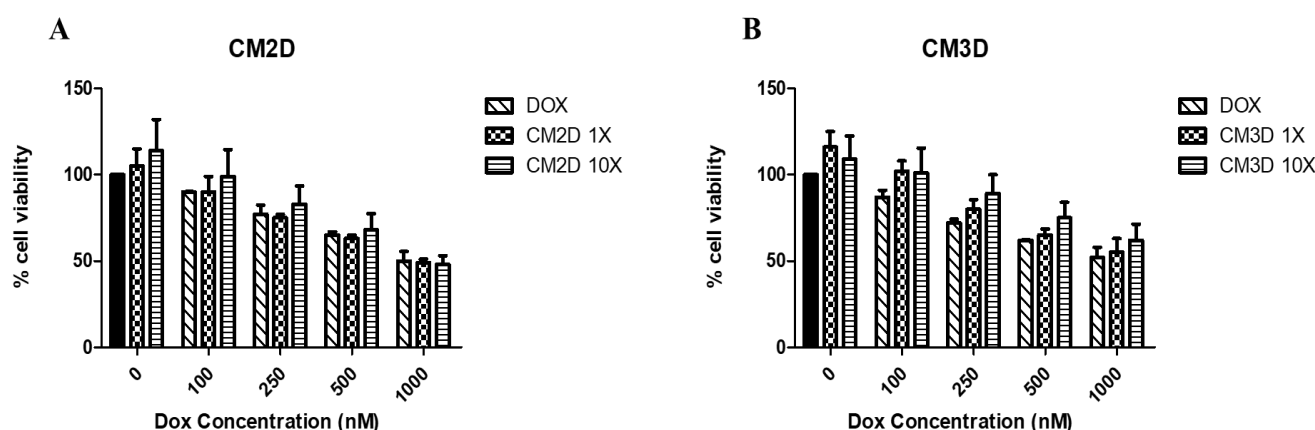 A
CM2D
% cell viability
150
100
50
0
0
100
250
500
1000
Dox Concentration (nM)
DOX
CM2D 1X
CM2D 10X
B
CM3D
% cell viability
150
100
50
0
0
100
250
500
1000
Dox Concentration (nM)
DOX
CM3D 1X
CM3D 10X